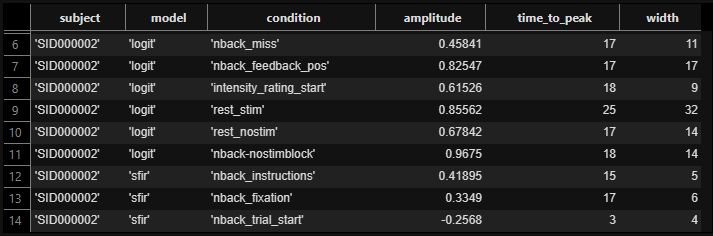 subject model condition amplitude time_to_peak width
6 'SID000002' 'logit' 'nback_miss' 0.45841 17 11
7 'SID000002' 'logit' 'nback_feedback_pos' 0.82547 17 17
8 'SID000002' 'logit' 'intensity_rating_start' 0.61526 18 9
9 'SID000002' 'logit' 'rest_stim' 0.85562 25 32
10 'SID000002' 'logit' 'rest_nostim' 0.67842 17 14
11 'SID000002' 'logit' 'nback-nostimblock' 0.9675 18 14
12 'SID000002' 'sfir' 'nback_instructions' 0.41895 15 5
13 'SID000002' 'sfir' 'nback_fixation' 0.3349 17 6
14 'SID000002' 'sfir' 'nback_trial_start' -0.2568 3 4